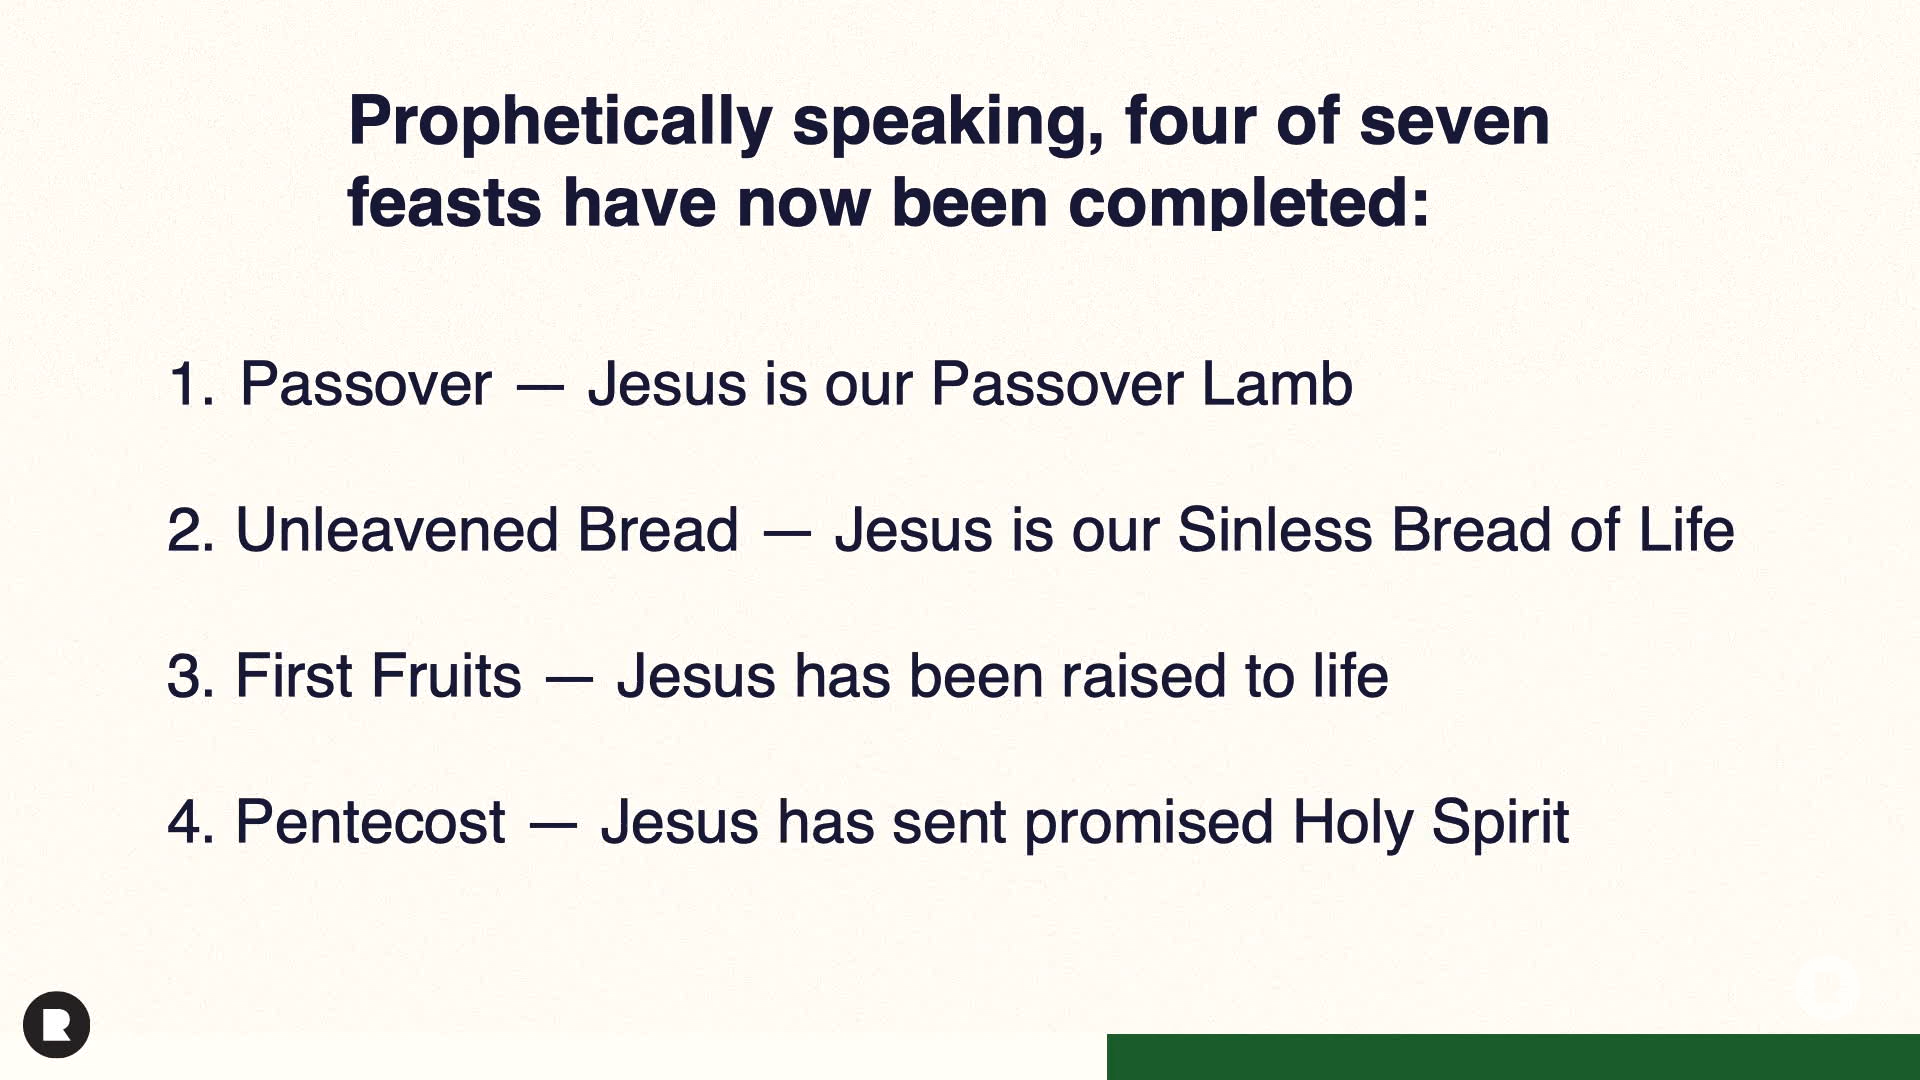 Prophetically speaking, four of seven
feasts have now been completed:
1. Passover — Jesus is our Passover Lamb
2. Unleavened Bread — Jesus is our Sinless Bread of Life
3. First Fruits — Jesus has been raised to life
4. Pentecost — Jesus has sent promised Holy Spirit
R